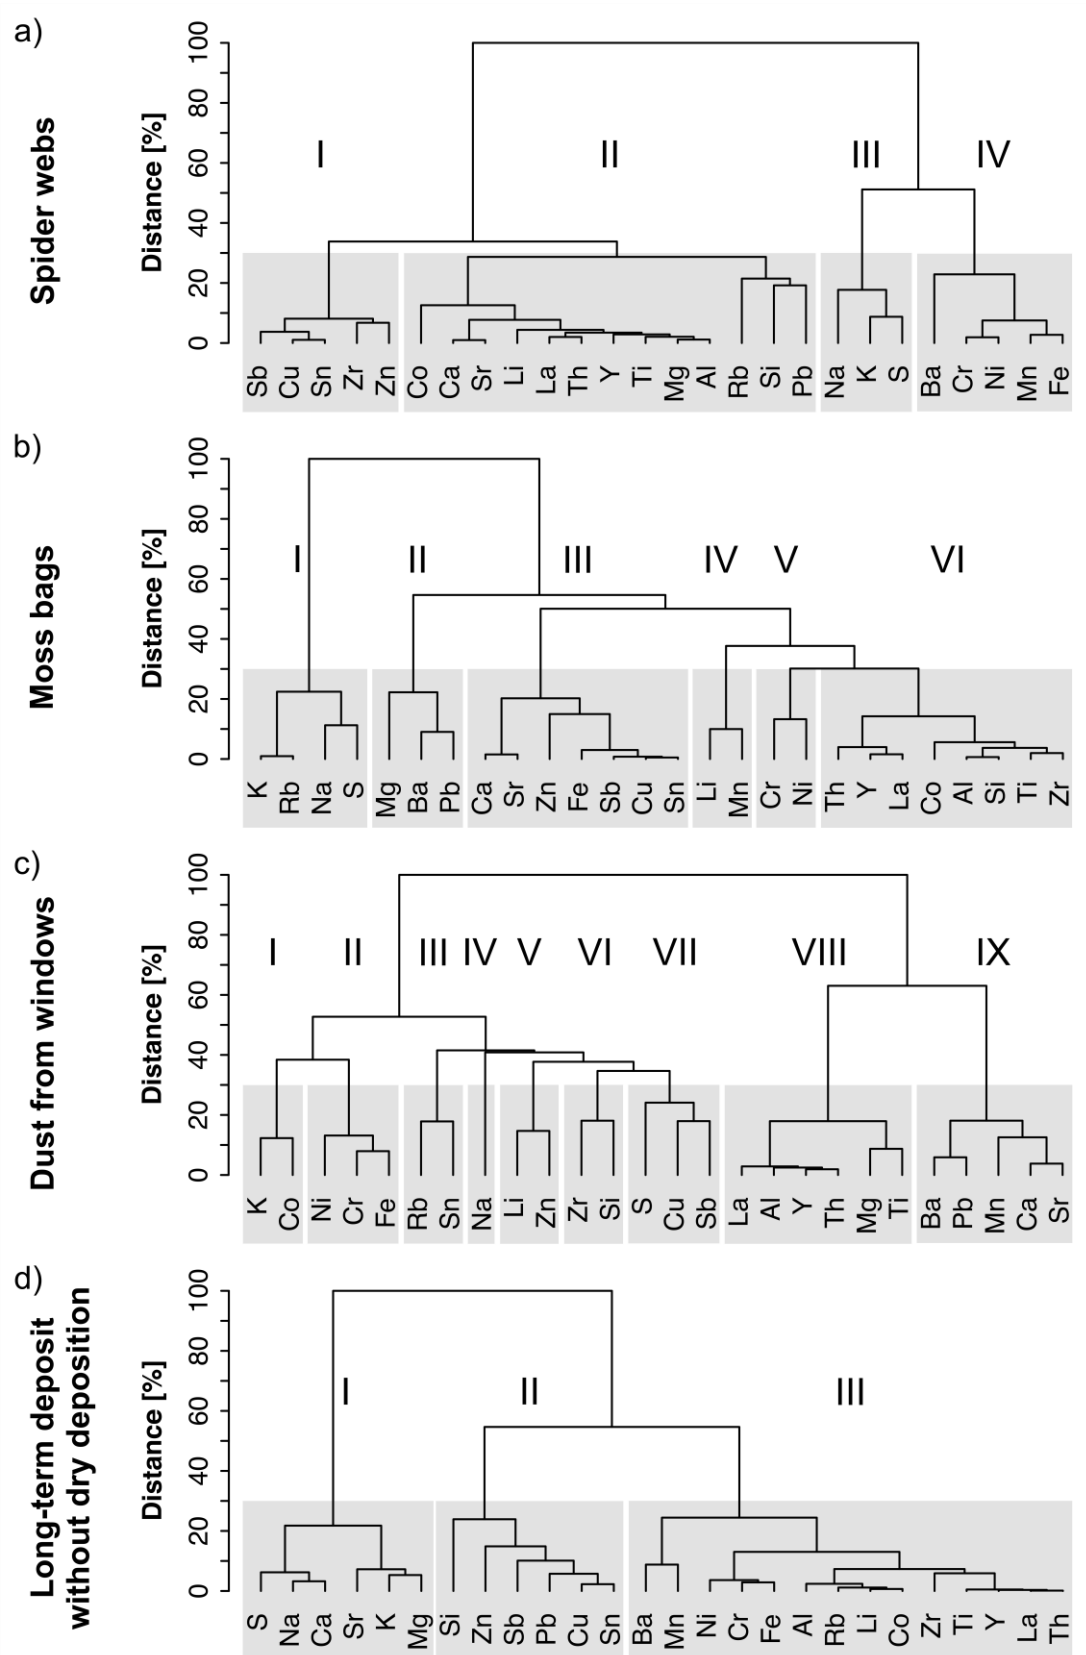 a)
Spider webs
Distance [%]
0 20 40 60 80 100
I II III IV
Sb Cu Sn Zr Zn Co Ca Sr Li La Th Y Ti Mg Al Rb Si Pb Na K S Ba Cr Ni Mn Fe
b)
Moss bags
Distance [%]
0 20 40 60 80 100
I II III IV V VI
K Rb Na S Mg Ba Pb Ca Sr Zn Fe Sb Cu Sn Li Mn Cr Ni Th Y La Co Al Si Ti Zr
c)
Dust from windows
Distance [%]
0 20 40 60 80 100
I II III IV V VI VII VIII IX
K Co Ni Cr Fe Rb Sn Na Li Zn Zr Si S Cu Sb La Al Y Th Mg Ti Ba Pb Mn Ca Sr
d)
Long-term deposit
without dry deposition
Distance [%]
0 20 40 60 80 100
I II III
S Na Ca Sr K Mg Si Zn Sb Pb Cu Sn Ba Mn Ni Cr Fe Al Rb Li Co Zr Ti Y La Th